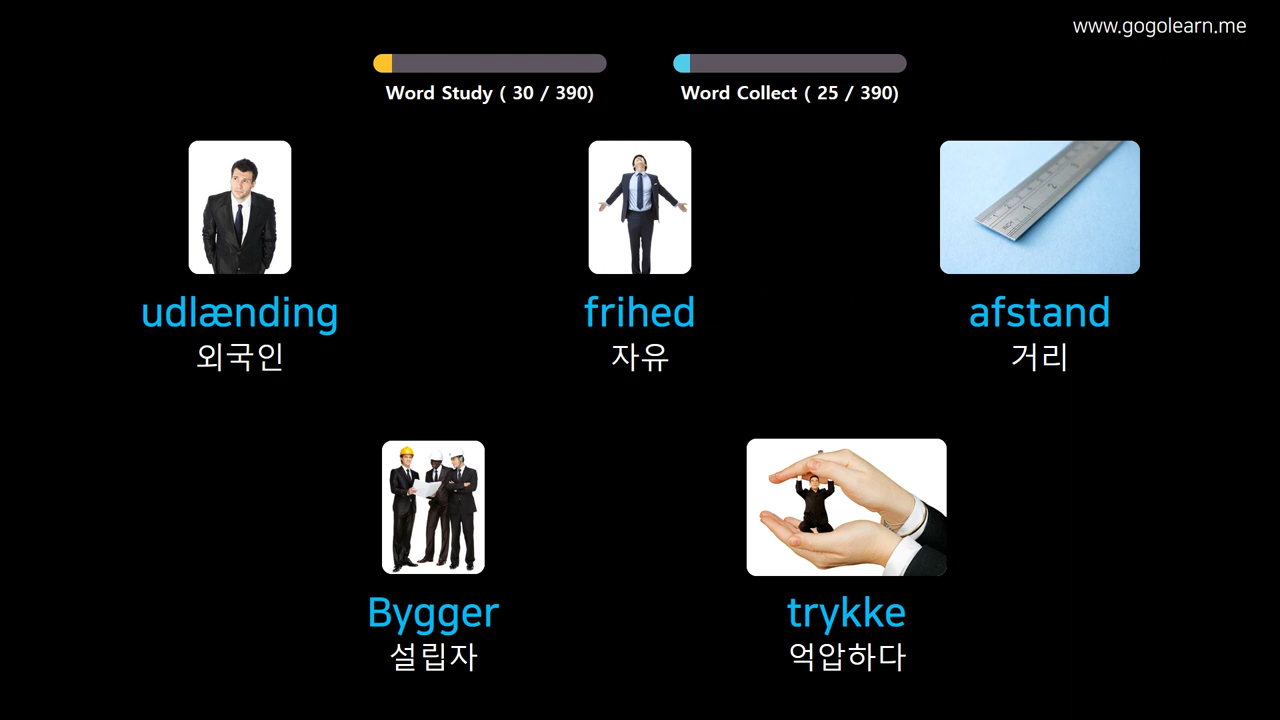 www.gogolearn.me
Word Study ( 30 / 390)
Word Collect ( 25 / 390)
udlænding
외국인
frihed
자유
afstand
거리
Bygger
설립자
trykke
억압하다